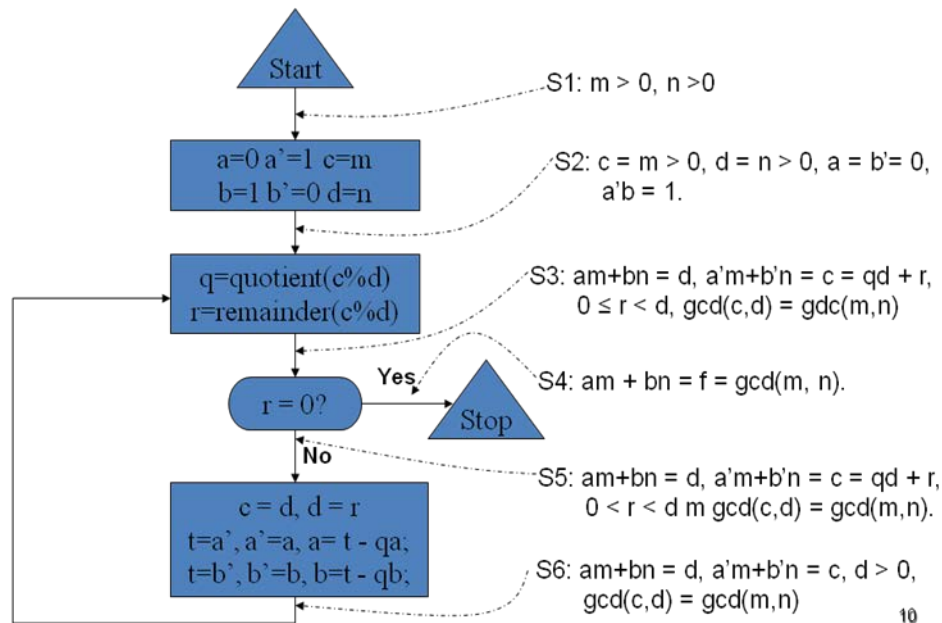 Start
S1: m > 0, n >0
a=0 a’=1 c=m
b=1 b’=0 d=n
S2: c = m > 0, d = n > 0, a = b'= 0,
a'b = 1.
q=quotient(c%d)
r=remainder(c%d)
S3: am+bn = d, a’m+b’n = c = qd + r,
0 ≤ r < d, gcd(c,d) = gdc(m,n)
r = 0?
Yes
Stop
S4: am + bn = f = gcd(m, n).
No
S5: am+bn = d, a’m+b’n = c = qd + r,
0 < r < d m gcd(c,d) = gcd(m,n).
c = d, d = r
t=a’, a’=a, a= t - qa;
t=b’, b’=b, b=t - qb;
S6: am+bn = d, a’m+b’n = c, d > 0,
gcd(c,d) = gcd(m,n)